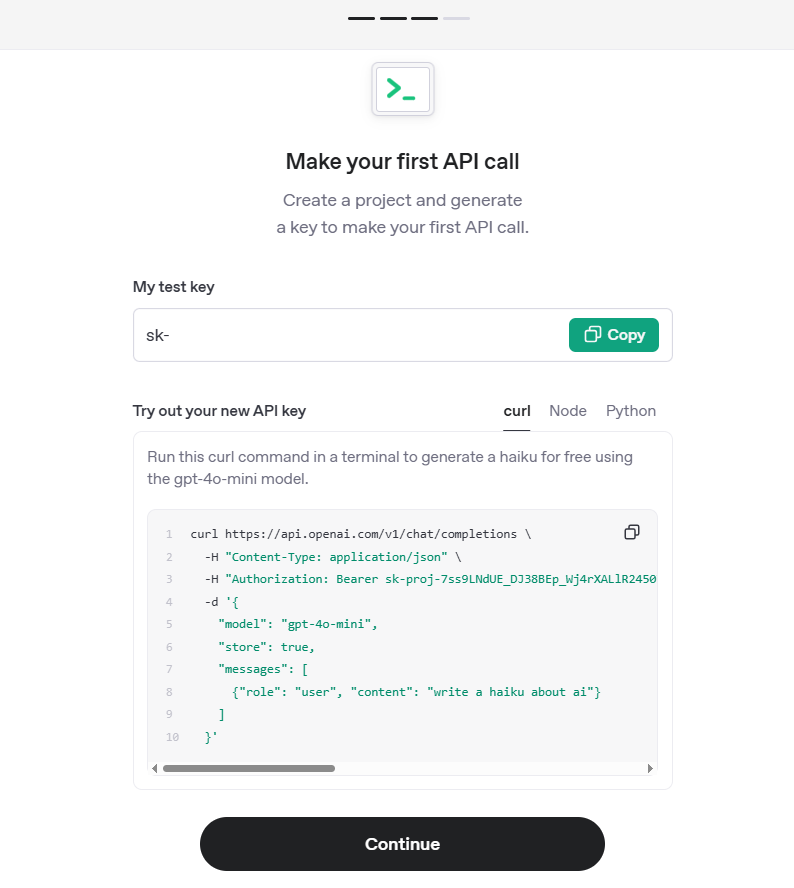 Make your first API call
Create a project and generate
a key to make your first API call.
My test key
sk-
Copy
Try out your new API key
curl Node Python
Run this curl command in a terminal to generate a haiku for free using
the gpt-4o-mini model.
1 curl https://api.openai.com/v1/chat/completions \
2 -H "Content-Type: application/json" \
3 -H "Authorization: Bearer sk-proj-7ss9LNdUE_DJ38BEp_Wj4rXALlR2450
4 -d '{
5 "model": "gpt-4o-mini",
6 "store": true,
7 "messages": [
8 {"role": "user", "content": "write a haiku about ai"}
9 ]
10 }'
Continue